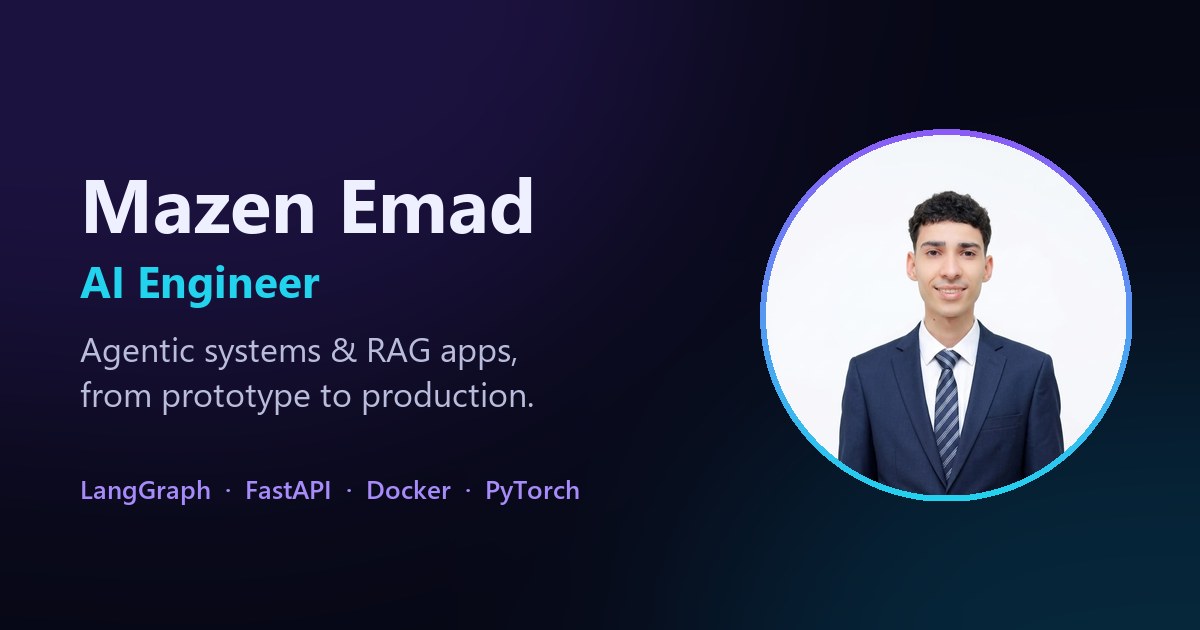 Mazen Emad
AI Engineer
Agentic systems & RAG apps,
from prototype to production.
LangGraph · FastAPI · Docker · PyTorch